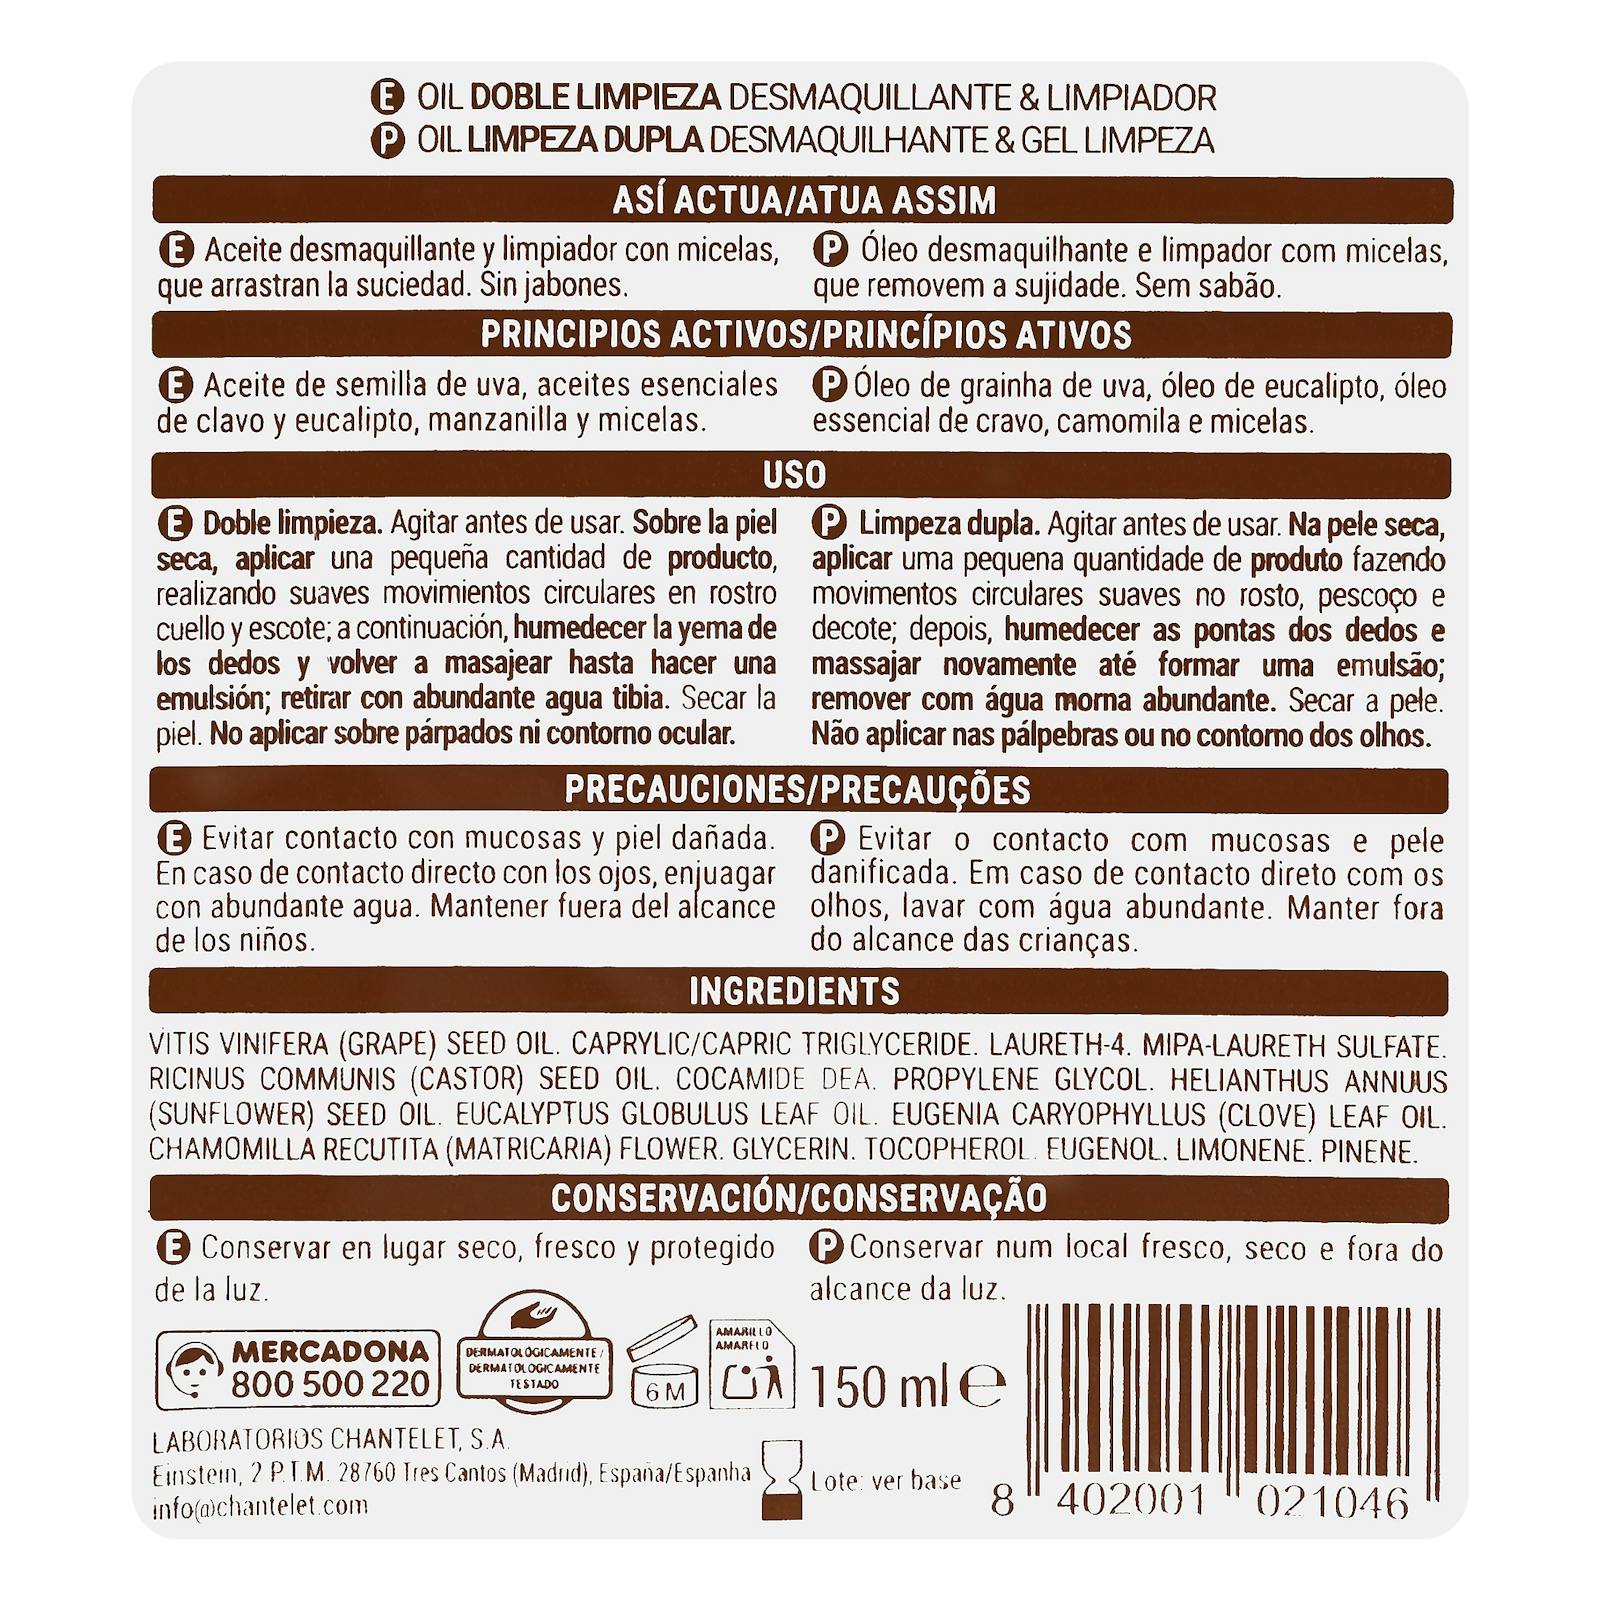 E OIL DOBLE LIMPIEZA DESMAQUILLANTE & LIMPIADOR
P OIL LIMPEZA DUPLA DESMAQUILHANTE & GEL LIMPEZA
ASÍ ACTUA/ATUA ASSIM
E Aceite desmaquillante y limpiador con micelas,
que arrastran la suciedad. Sin jabones.
P Óleo desmaquilhante e limpador com micelas,
que removem a sujidade. Sem sabão.
PRINCIPIOS ACTIVOS/PRINCÍPIOS ATIVOS
E Aceite de semilla de uva, aceites esenciales
de clavo y eucalipto, manzanilla y micelas.
P Óleo de grainha de uva, óleo de eucalipto, óleo
essencial de cravo, camomila e micelas.
USO
E Doble limpieza. Agitar antes de usar. Sobre la piel
seca, aplicar una pequeña cantidad de producto,
realizando suaves movimientos circulares en rostro
cuello y escote; a continuación, humedecer la yema de
los dedos y volver a masajear hasta hacer una
emulsión; retirar con abundante agua tibia. Secar la
piel. No aplicar sobre párpados ni contorno ocular.
P Limpeza dupla. Agitar antes de usar. Na pele seca,
aplicar uma pequena quantidade de produto fazendo
movimentos circulares suaves no rosto, pescoço e
decote; depois, humedecer as pontas dos dedos e
massajar novamente até formar uma emulsão;
remover com água morna abundante. Secar a pele.
Não aplicar nas pálpebras ou no contorno dos olhos.
PRECAUCIONES/PRECAUÇÕES
E Evitar contacto con mucosas y piel dañada.
En caso de contacto directo con los ojos, enjuagar
con abundante agua. Mantener fuera del alcance
de los niños.
P Evitar o contacto com mucosas e pele
danificada. Em caso de contacto direto com os
olhos, lavar com água abundante. Manter fora
do alcance das crianças.
INGREDIENTS
VITIS VINIFERA (GRAPE) SEED OIL. CAPRYLIC/CAPRIC TRIGLYCERIDE. LAURETH-4. MIPA-LAURETH SULFATE.
RICINUS COMMUNIS (CASTOR) SEED OIL. COCAMIDE DEA. PROPYLENE GLYCOL. HELIANTHUS ANNUUS
(SUNFLOWER) SEED OIL. EUCALYPTUS GLOBULUS LEAF OIL. EUGENIA CARYOPHYLLUS (CLOVE) LEAF OIL.
CHAMOMILLA RECUTITA (MATRICARIA) FLOWER. GLYCERIN. TOCOPHEROL. EUGENOL. LIMONENE. PINENE.
CONSERVACIÓN/CONSERVAÇÃO
E Conservar en lugar seco, fresco y protegido
de la luz.
P Conservar num local fresco, seco e fora do
alcance da luz.
MERCADONA
800 500 220
DERMATOLÓGICAMENTE/
DERMATOLOGICAMENTE
TESTADO
6 M
AMARILLO
AMARELO
150 ml e
LABORATORIOS CHANTELET, S.A.
Einstein, 2 P.T.M. 28760 Tres Cantos (Madrid), España/Espanha
info@chantelet.com
Lote: ver base
8 402001 021046